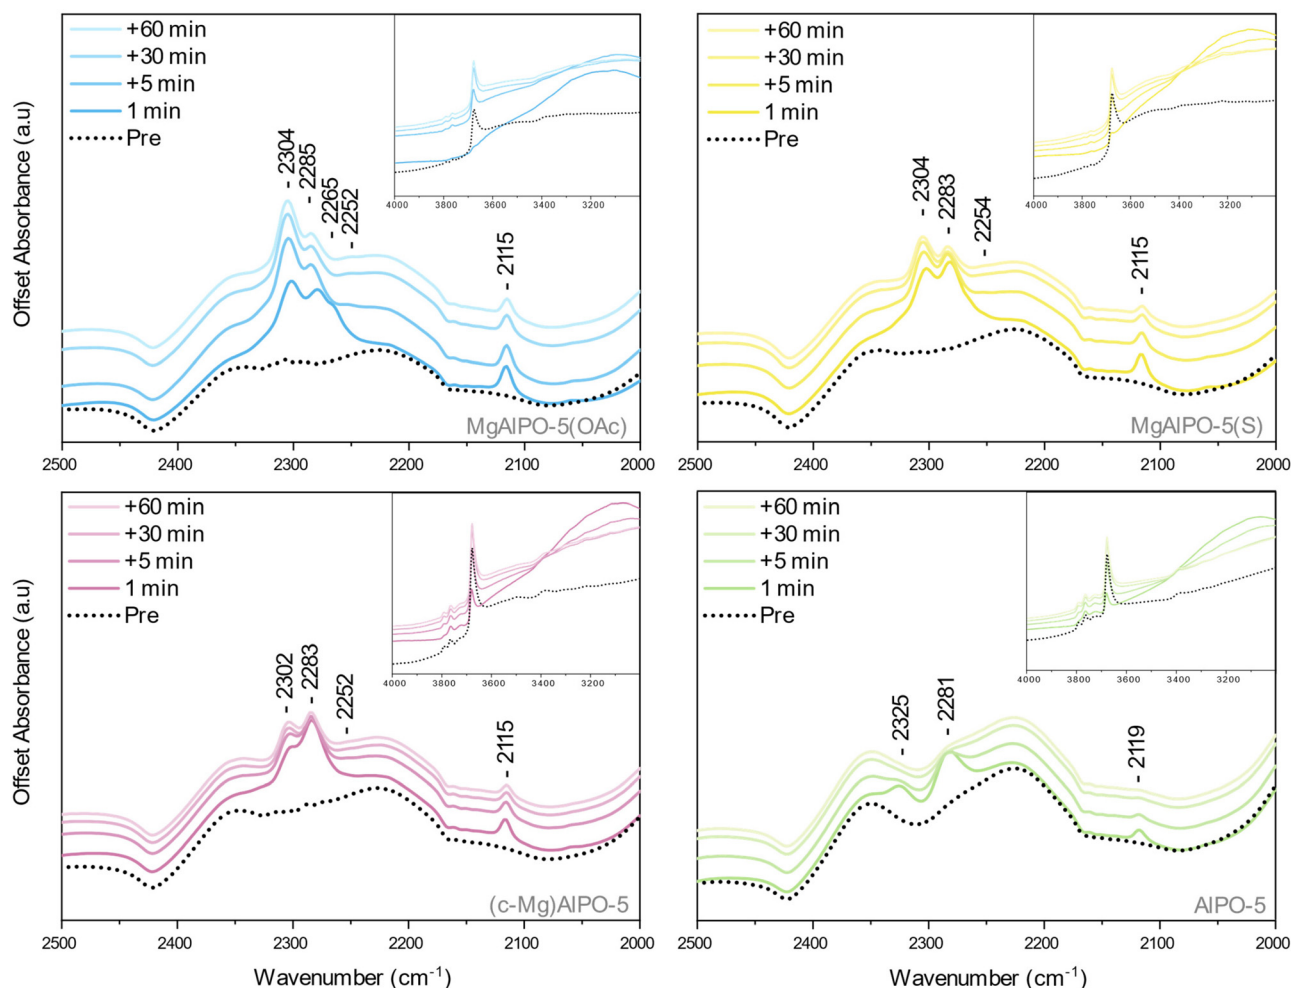 +60 min
+30 min
+5 min
1 min
Pre
2304
2285
2265
2252
2115
4000 3800 3600 3400 3200
MgAlPO-5(OAc)
2500 2400 2300 2200 2100 2000
Offset Absorbance (a.u)
+60 min
+30 min
+5 min
1 min
Pre
2304
2283
2254
2115
4000 3800 3600 3400 3200
MgAlPO-5(S)
2500 2400 2300 2200 2100 2000
+60 min
+30 min
+5 min
1 min
Pre
2302
2283
2252
2115
4000 3800 3600 3400 3200
(c-Mg)AlPO-5
2500 2400 2300 2200 2100 2000
Offset Absorbance (a.u)
Wavenumber (cm⁻¹)
+60 min
+30 min
+5 min
1 min
Pre
2325
2281
2119
4000 3800 3600 3400 3200
AlPO-5
2500 2400 2300 2200 2100 2000
Wavenumber (cm⁻¹)